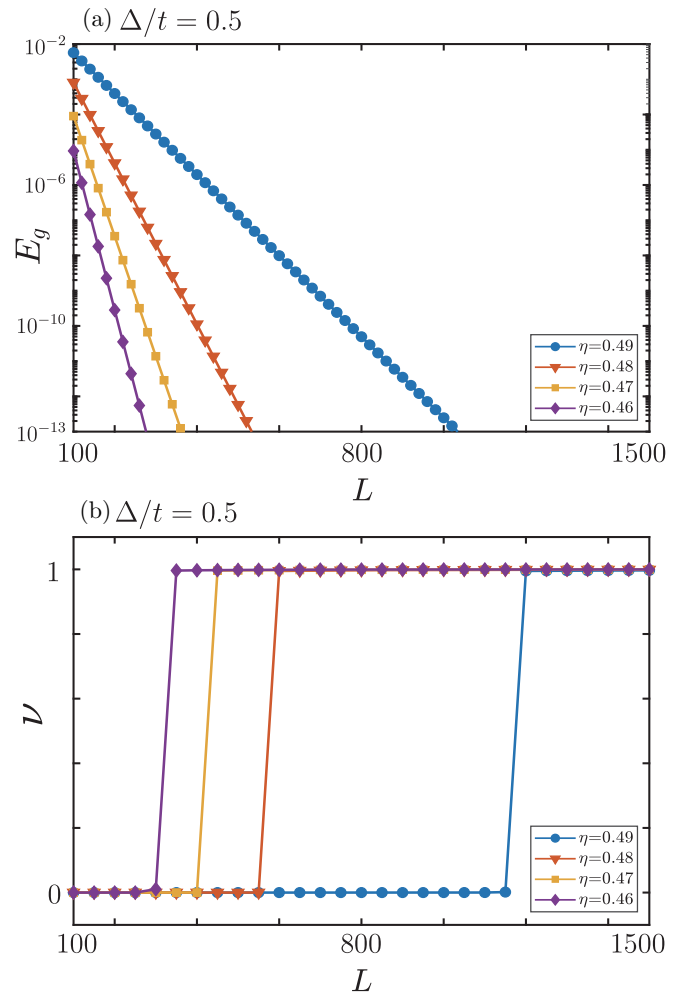 (a) Δ/t = 0.5
10⁻²
10⁻⁶
10⁻¹⁰
10⁻¹³
E_g
η=0.49
η=0.48
η=0.47
η=0.46
100 800 1500
L
(b) Δ/t = 0.5
1
ν
0
η=0.49
η=0.48
η=0.47
η=0.46
100 800 1500
L